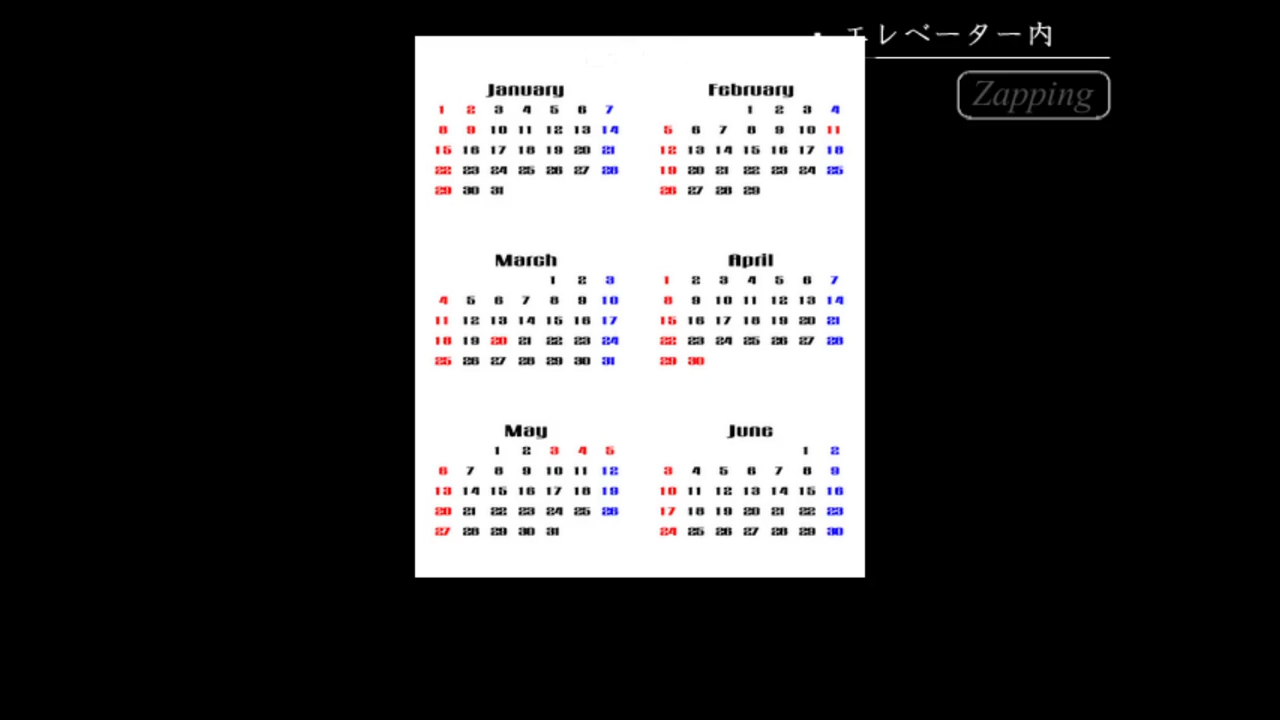 ・エレベーター内
Zapping
January February
1 2 3 4 5 6 7 1 2 3 4
8 9 10 11 12 13 14 5 6 7 8 9 10 11
15 16 17 18 19 20 21 12 13 14 15 16 17 18
22 23 24 25 26 27 28 19 20 21 22 23 24 25
29 30 31 26 27 28 29
March April
1 2 3 1 2 3 4 5 6 7
4 5 6 7 8 9 10 8 9 10 11 12 13 14
11 12 13 14 15 16 17 15 16 17 18 19 20 21
18 19 20 21 22 23 24 22 23 24 25 26 27 28
25 26 27 28 29 30 31 29 30
May June
1 2 3 4 5 1 2
6 7 8 9 10 11 12 3 4 5 6 7 8 9
13 14 15 16 17 18 19 10 11 12 13 14 15 16
20 21 22 23 24 25 26 17 18 19 20 21 22 23
27 28 29 30 31 24 25 26 27 28 29 30